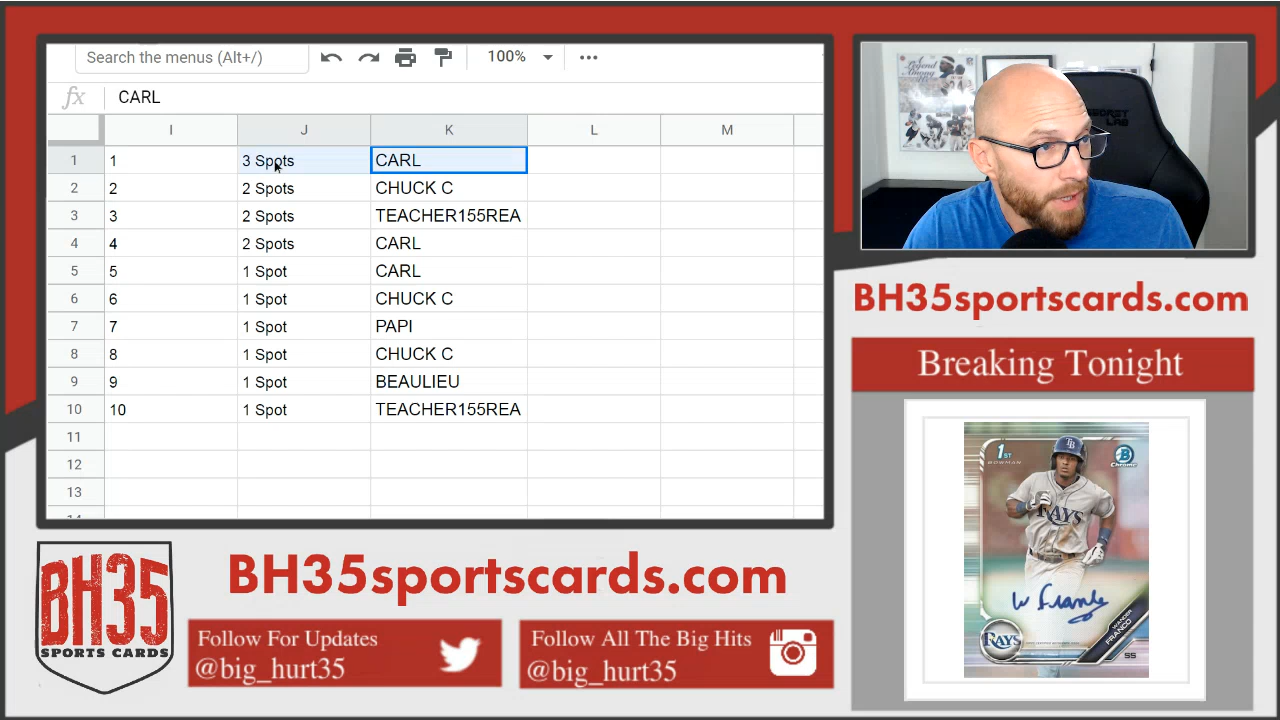 Search the menus (Alt+/)
100%
fx CARL
I J K L M
1 1 3 Spots CARL
2 2 2 Spots CHUCK C
3 3 2 Spots TEACHER155REA
4 4 2 Spots CARL
5 5 1 Spot CARL
6 6 1 Spot CHUCK C
7 7 1 Spot PAPI
8 8 1 Spot CHUCK C
9 9 1 Spot BEAULIEU
10 10 1 Spot TEACHER155REA
11
12
13
BH35sportscards.com
Breaking Tonight
1ST
BOWMAN
B
Chrome
RAYS
W Franco
RAYS
WANDER
FRANCO
SS
BH35
SPORTS CARDS
BH35sportscards.com
Follow For Updates
@big_hurt35
Follow All The Big Hits
@big_hurt35